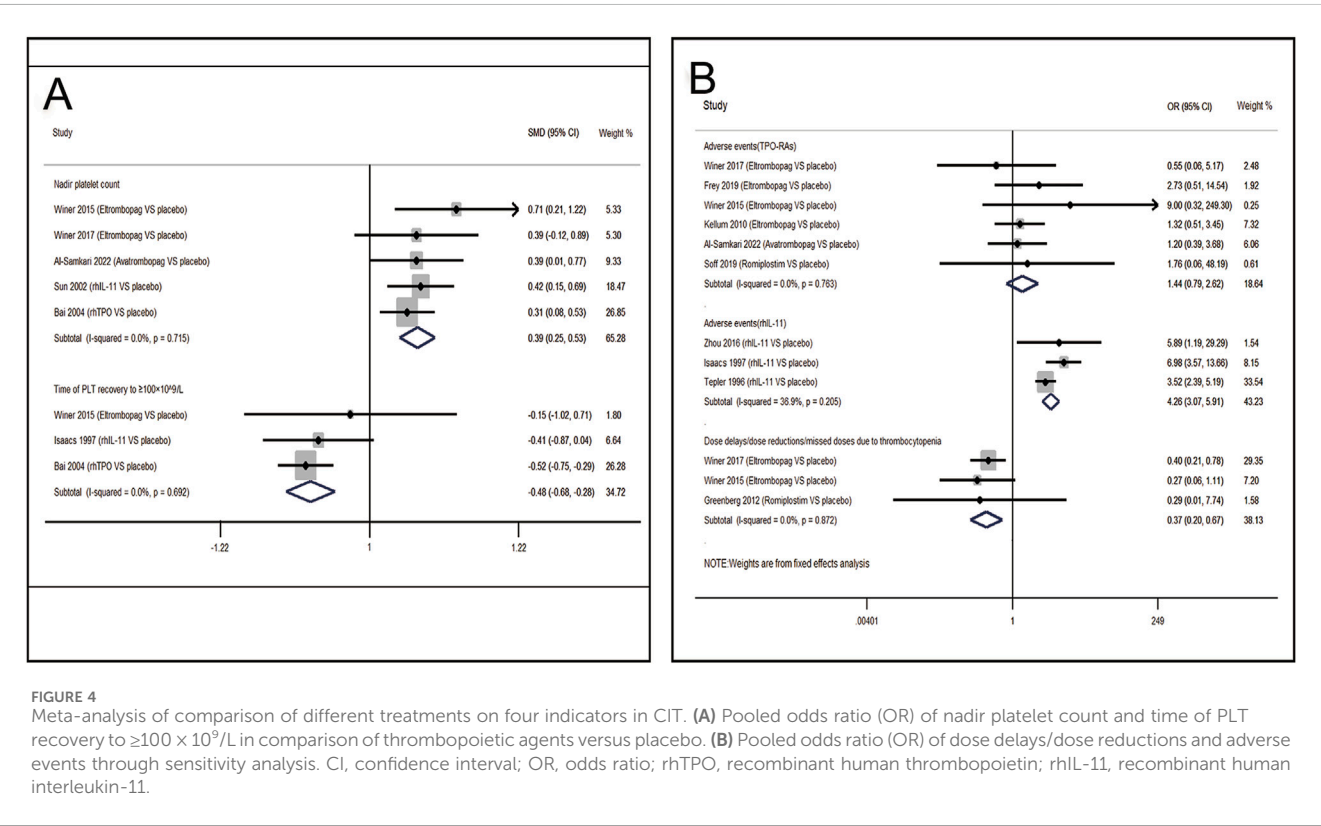 A
Study SMD (95% CI) Weight %
Nadir platelet count
Winer 2015 (Eltrombopag VS placebo) 0.71 (0.21, 1.22) 5.33
Winer 2017 (Eltrombopag VS placebo) 0.39 (-0.12, 0.89) 5.30
Al-Samkari 2022 (Avatrombopag VS placebo) 0.39 (0.01, 0.77) 9.33
Sun 2002 (rhIL-11 VS placebo) 0.42 (0.15, 0.69) 18.47
Bai 2004 (rhTPO VS placebo) 0.31 (0.08, 0.53) 26.85
Subtotal (I-squared = 0.0%, p = 0.715) 0.39 (0.25, 0.53) 65.28
Time of PLT recovery to ≥100×10^9/L
Winer 2015 (Eltrombopag VS placebo) -0.15 (-1.02, 0.71) 1.80
Isaacs 1997 (rhIL-11 VS placebo) -0.41 (-0.87, 0.04) 6.64
Bai 2004 (rhTPO VS placebo) -0.52 (-0.75, -0.29) 26.28
Subtotal (I-squared = 0.0%, p = 0.692) -0.48 (-0.68, -0.28) 34.72
-1.22 1 1.22
B
Study OR (95% CI) Weight %
Adverse events(TPO-RAs)
Winer 2017 (Eltrombopag VS placebo) 0.55 (0.06, 5.17) 2.48
Frey 2019 (Eltrombopag VS placebo) 2.73 (0.51, 14.54) 1.92
Winer 2015 (Eltrombopag VS placebo) 9.00 (0.32, 249.30) 0.25
Kellum 2010 (Eltrombopag VS placebo) 1.32 (0.51, 3.45) 7.32
Al-Samkari 2022 (Avatrombopag VS placebo) 1.20 (0.39, 3.68) 6.06
Soff 2019 (Romiplostim VS placebo) 1.76 (0.06, 48.19) 0.61
Subtotal (I-squared = 0.0%, p = 0.763) 1.44 (0.79, 2.62) 18.64
.
Adverse events(rhIL-11)
Zhou 2016 (rhIL-11 VS placebo) 5.89 (1.19, 29.29) 1.54
Isaacs 1997 (rhIL-11 VS placebo) 6.98 (3.57, 13.66) 8.15
Tepler 1996 (rhIL-11 VS placebo) 3.52 (2.39, 5.19) 33.54
Subtotal (I-squared = 36.9%, p = 0.205) 4.26 (3.07, 5.91) 43.23
.
Dose delays/dose reductions/missed doses due to thrombocytopenia
Winer 2017 (Eltrombopag VS placebo) 0.40 (0.21, 0.78) 29.35
Winer 2015 (Eltrombopag VS placebo) 0.27 (0.06, 1.11) 7.20
Greenberg 2012 (Romiplostim VS placebo) 0.29 (0.01, 7.74) 1.58
Subtotal (I-squared = 0.0%, p = 0.872) 0.37 (0.20, 0.67) 38.13
.
NOTE:Weights are from fixed effects analysis
.00401 1 249
FIGURE 4
Meta-analysis of comparison of different treatments on four indicators in CIT. (A) Pooled odds ratio (OR) of nadir platelet count and time of PLT
recovery to ≥100 × 10⁹/L in comparison of thrombopoietic agents versus placebo. (B) Pooled odds ratio (OR) of dose delays/dose reductions and adverse
events through sensitivity analysis. CI, confidence interval; OR, odds ratio; rhTPO, recombinant human thrombopoietin; rhIL-11, recombinant human
interleukin-11.